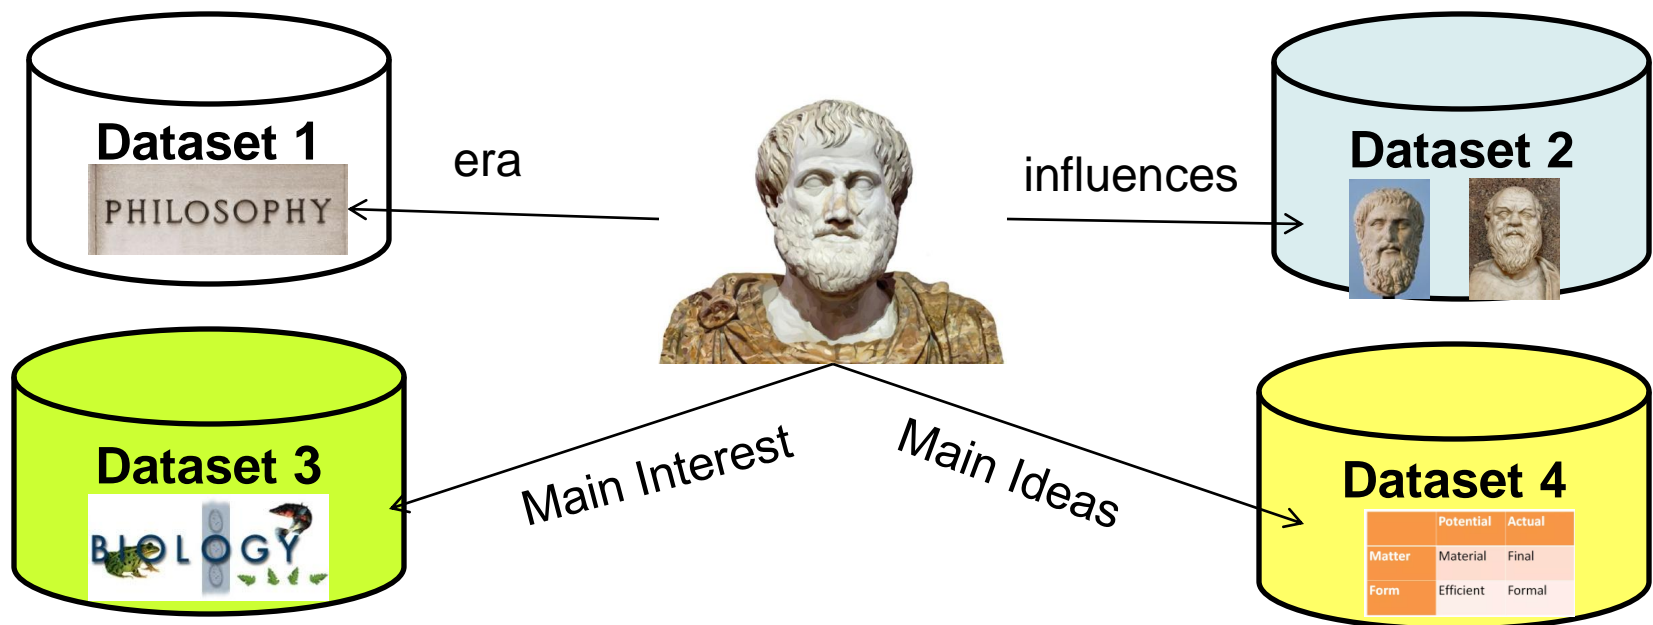 Dataset 1
PHILOSOPHY
era
influences
Dataset 2
Dataset 3
BIOLOGY
Main Interest
Main Ideas
Dataset 4
Potential Actual
Matter Material Final
Form Efficient Formal